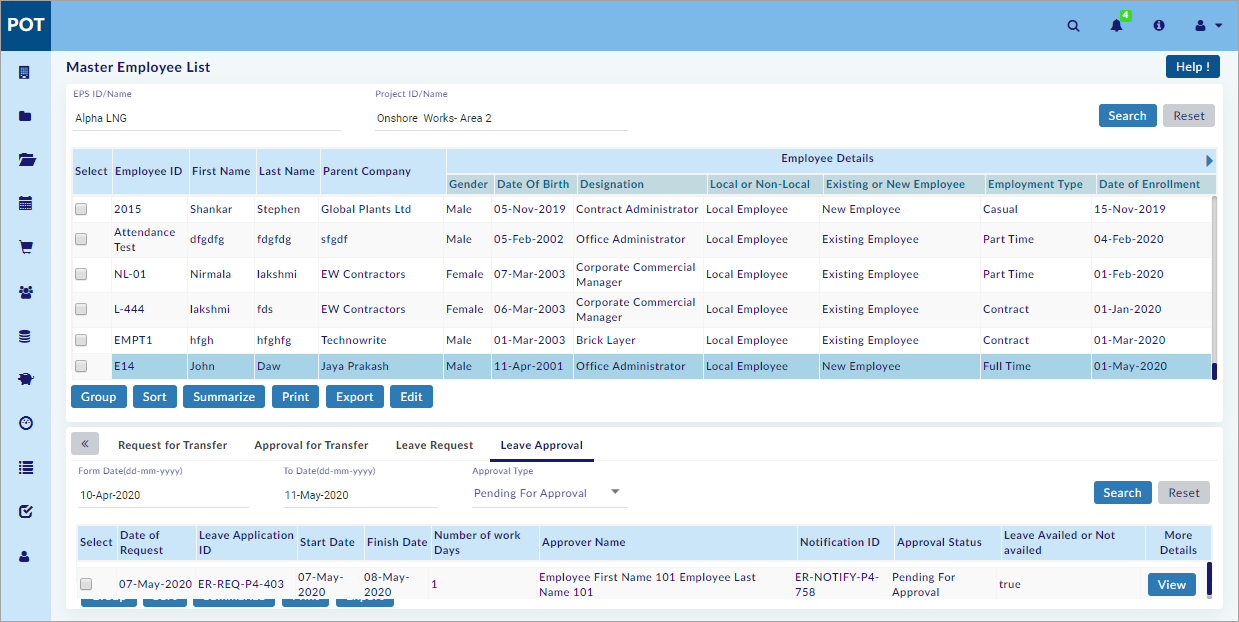 POT
4
Master Employee List
Help !
EPS ID/Name
Project ID/Name
Alpha LNG
Onshore Works- Area 2
Search
Reset
Select
Employee ID
First Name
Last Name
Parent Company
Employee Details
Gender
Date Of Birth
Designation
Local or Non-Local
Existing or New Employee
Employment Type
Date of Enrollment
2015 Shankar Stephen Global Plants Ltd Male 05-Nov-2019 Contract Administrator Local Employee New Employee Casual 15-Nov-2019
Attendance
Test
dfgdfg fdgfdg sfgdf Male 05-Feb-2002 Office Administrator Local Employee Existing Employee Part Time 04-Feb-2020
NL-01 Nirmala lakshmi EW Contractors Female 07-Mar-2003
Corporate Commercial
Manager
Local Employee Existing Employee Part Time 01-Feb-2020
L-444 lakshmi fds EW Contractors Female 06-Mar-2003
Corporate Commercial
Manager
Local Employee Existing Employee Contract 01-Jan-2020
EMPT1 hfgh hfghfg Technowrite Male 01-Mar-2003 Brick Layer Local Employee Existing Employee Contract 01-Mar-2020
E14 John Daw Jaya Prakash Male 11-Apr-2001 Office Administrator Local Employee New Employee Full Time 01-May-2020
Group
Sort
Summarize
Print
Export
Edit
«
Request for Transfer
Approval for Transfer
Leave Request
Leave Approval
Form Date(dd-mm-yyyy)
To Date(dd-mm-yyyy)
Approval Type
10-Apr-2020
11-May-2020
Pending For Approval
Search
Reset
Select
Date of
Request
Leave Application
ID
Start Date
Finish Date
Number of work
Days
Approver Name
Notification ID
Approval Status
Leave Availed or Not
availed
More
Details
07-May-2020
ER-REQ-P4-403
07-May-
2020
08-May-
2020
1
Employee First Name 101 Employee Last
Name 101
ER-NOTIFY-P4-
758
Pending For
Approval
true
View